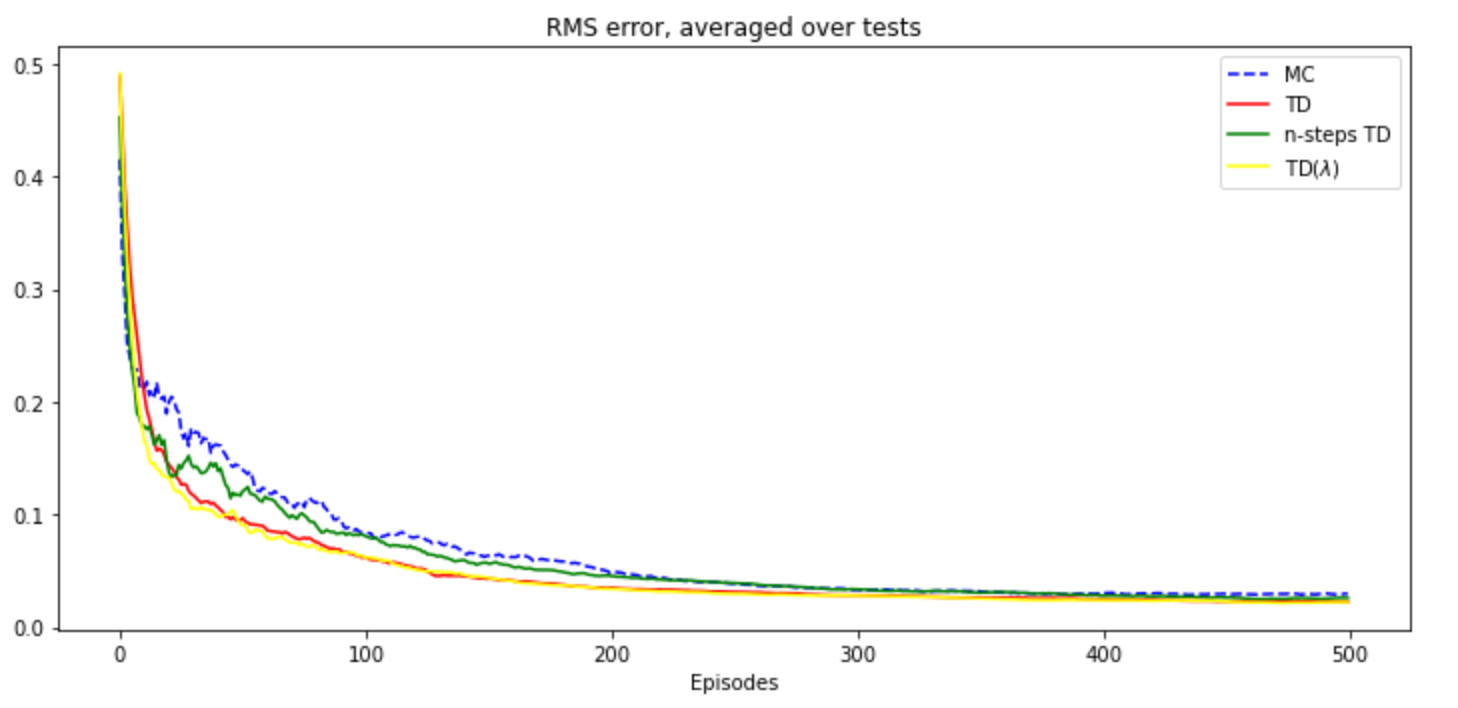 RMS error, averaged over tests
0.5
0.4
0.3
0.2
0.1
0.0
MC
TD
n-steps TD
TD(λ)
0 100 200 300 400 500
Episodes